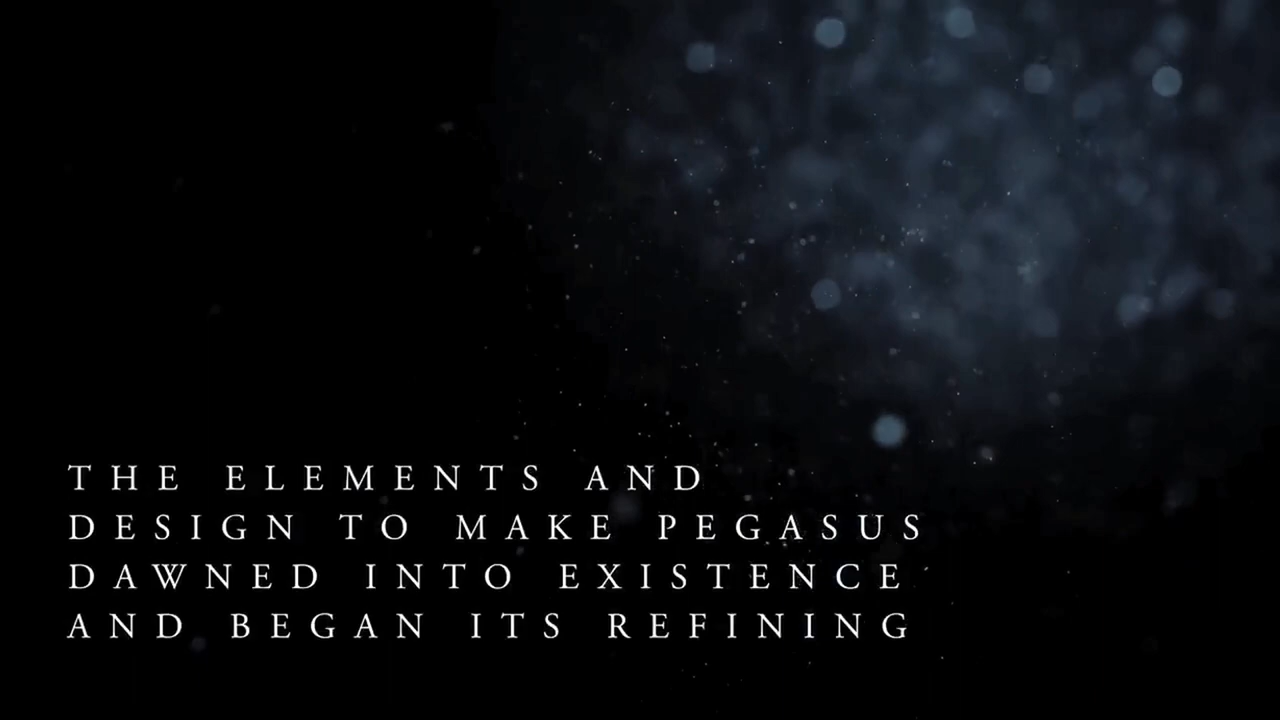 THE ELEMENTS AND
DESIGN TO MAKE PEGASUS
DAWNED INTO EXISTENCE
AND BEGAN ITS REFINING